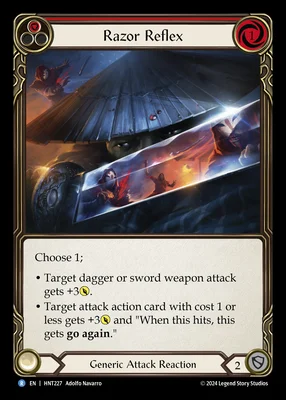 1
Razor Reflex
1
Choose 1;
• Target dagger or sword weapon attack
gets +3.
• Target attack action card with cost 1 or
less gets +3 and "When this hits, this
gets go again."
Generic Attack Reaction
2
R EN | HNT227 Adolfo Navarro
©2024 Legend Story Studios